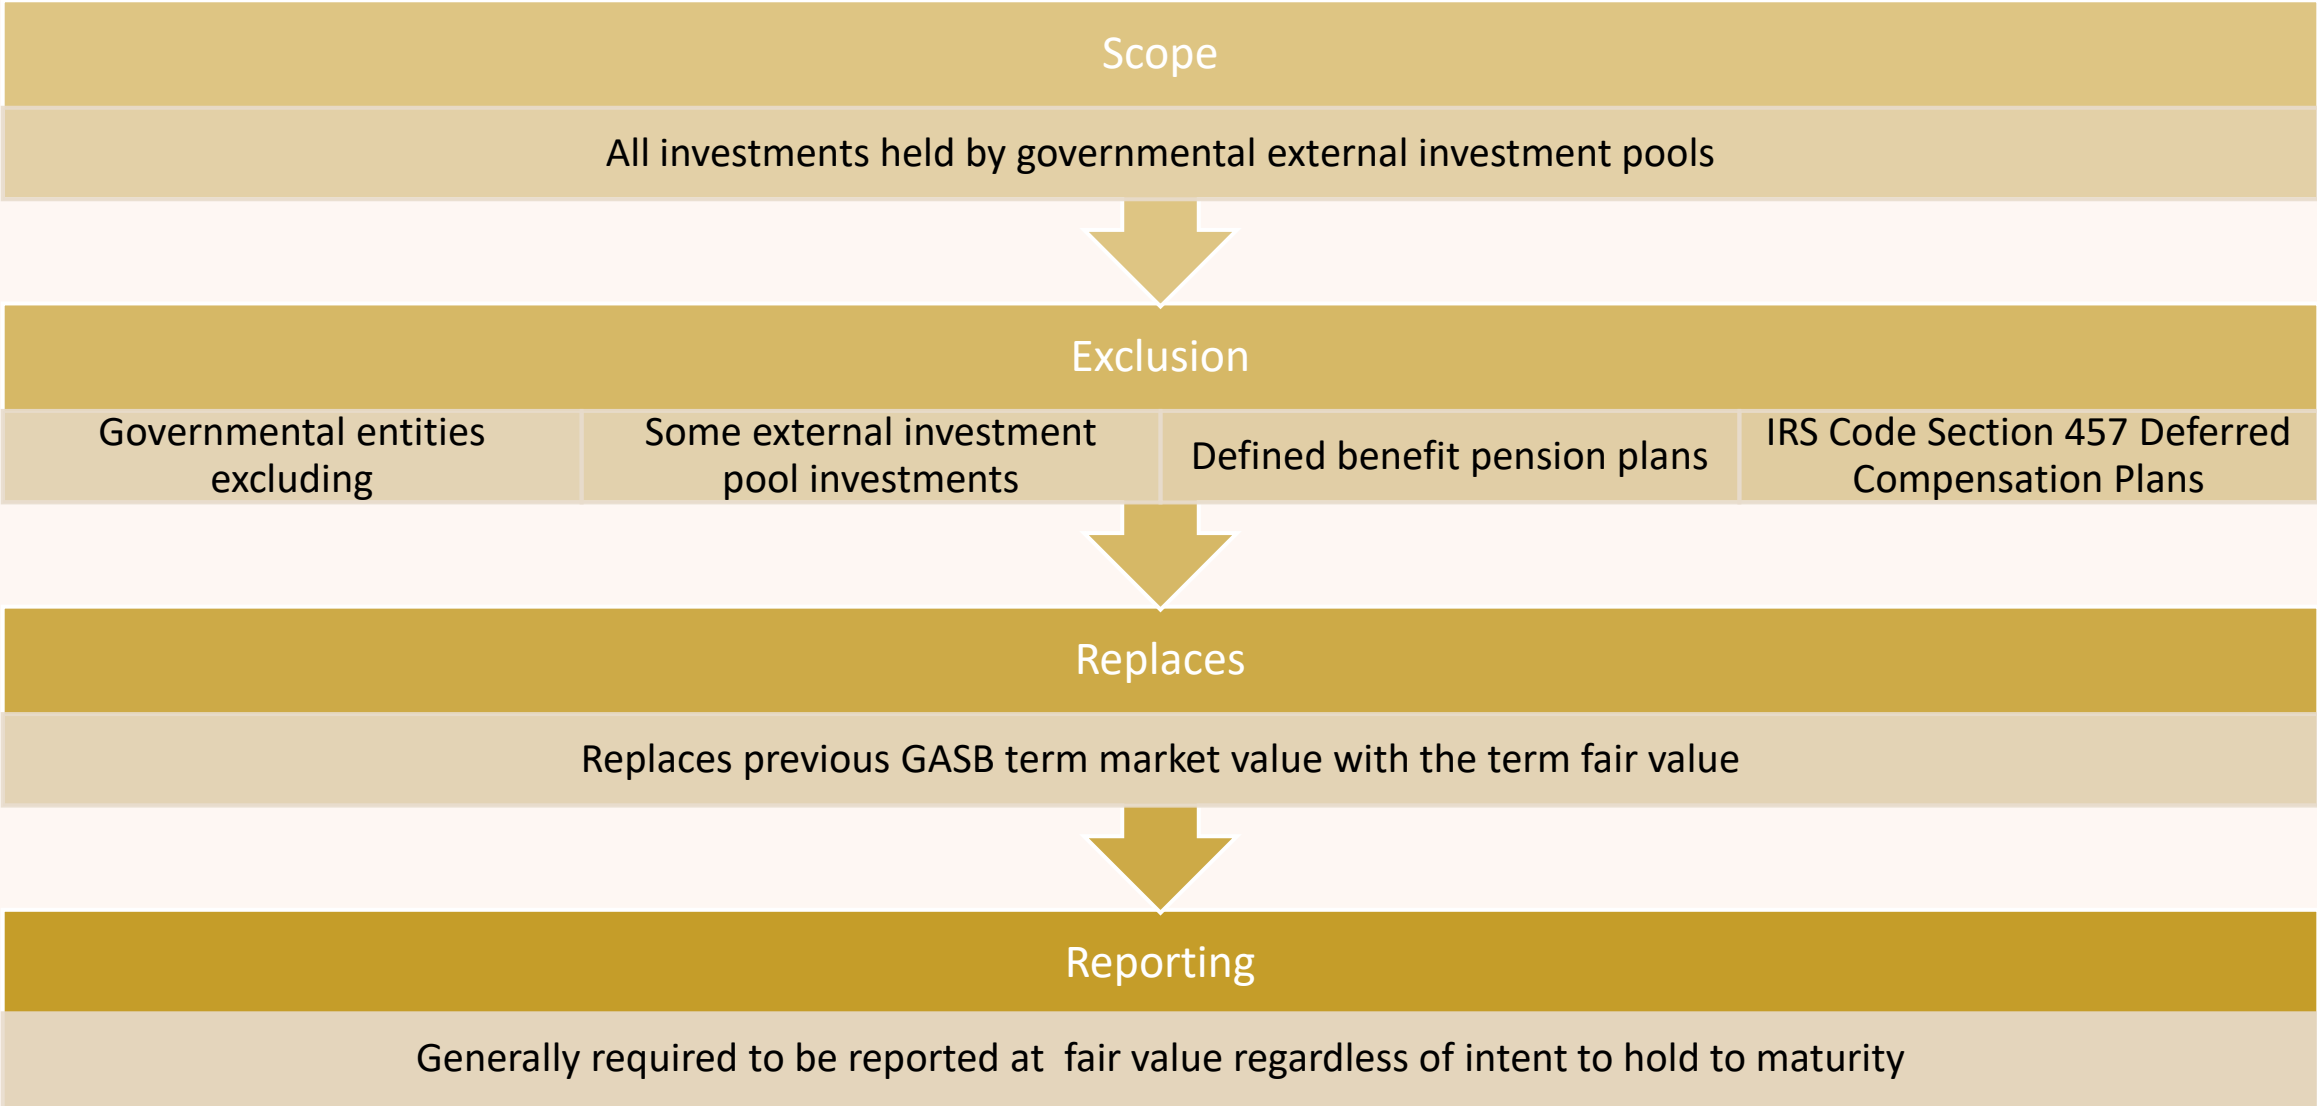 Scope
All investments held by governmental external investment pools
Exclusion
Governmental entities
excluding
Some external investment
pool investments
Defined benefit pension plans
IRS Code Section 457 Deferred
Compensation Plans
Replaces
Replaces previous GASB term market value with the term fair value
Reporting
Generally required to be reported at  fair value regardless of intent to hold to maturity